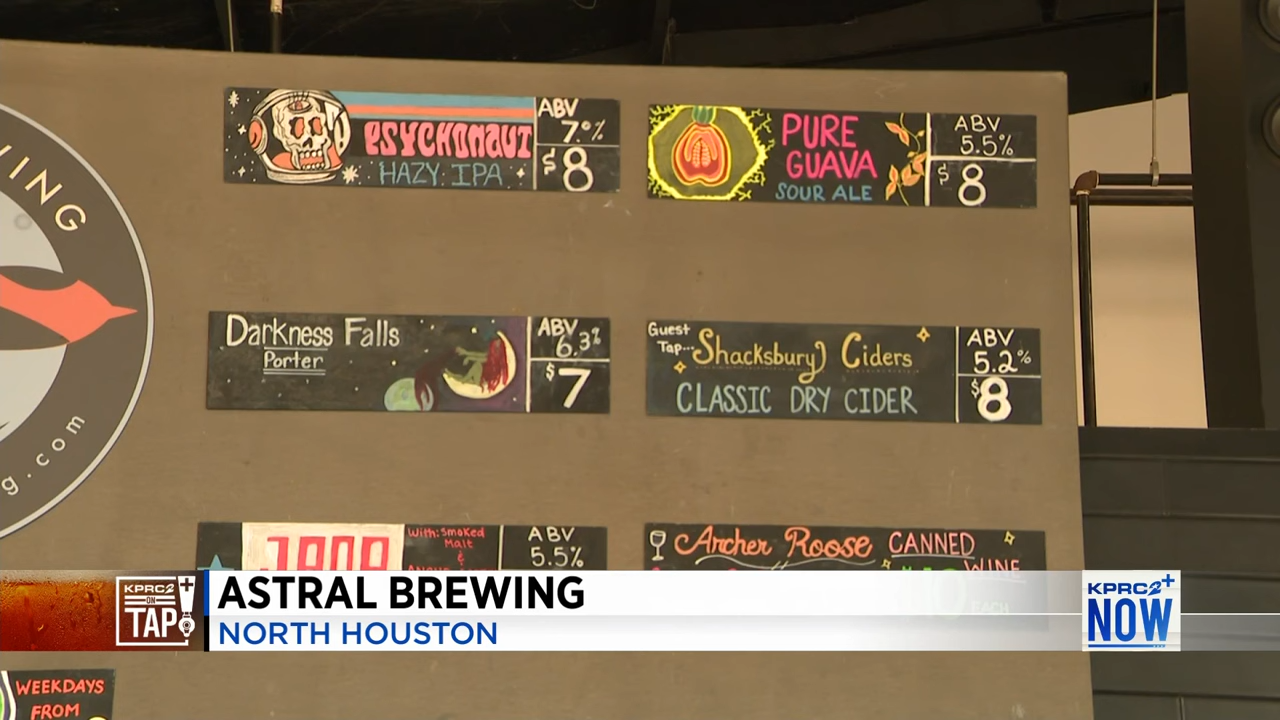 PSYCHONAUT
HAZY IPA
ABV
7%
$8
PURE
GUAVA
SOUR ALE
ABV
5.5%
$8
Darkness Falls
Porter
ABV
6.3%
$7
Guest
Tap...
Shacksbury Ciders
CLASSIC DRY CIDER
ABV
5.2%
$8
With: Smoked
Malt
&
ABV
5.5%
Archer Roose CANNED
WINE
EACH
g.com
KPRC2
ON
TAP
ASTRAL BREWING
NORTH HOUSTON
KPRC2+
NOW
WEEKDAYS
FROM